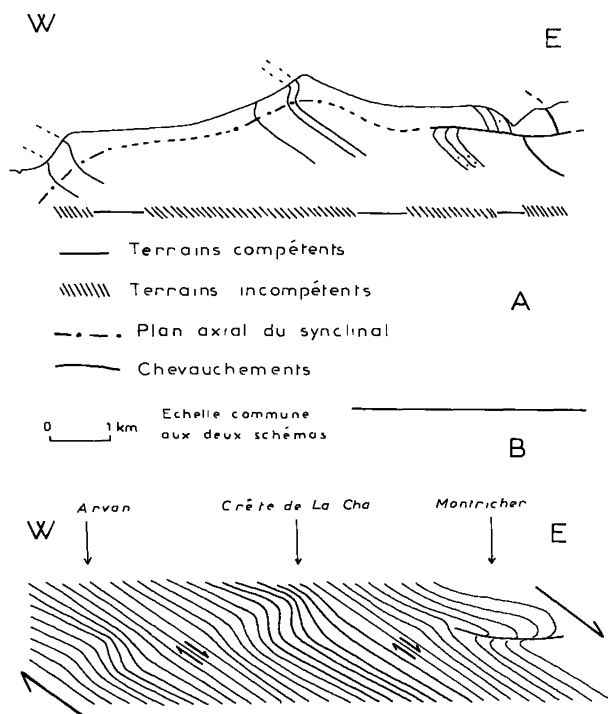 W
E
Terrains compétents
Terrains incompétents
Plan axial du synclinal
Chevauchements
A
0 1 km
Echelle commune
aux deux schémas
B
Arvan
Crête de La Cha
Montricher
W
E